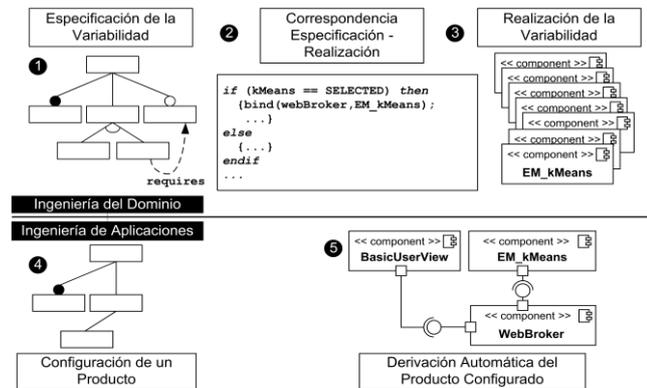 Especificación de la
Variabilidad
2
Correspondencia
Especificación -
Realización
3
Realización de la
Variabilidad
1
requires
if (kMeans == SELECTED) then
{bind(webBroker,EM_kMeans);
...}
else
{...}
endif
...
<< component >>
<< component >>
<< component >>
<< component >>
<< component >>
<< component >>
<< component >>
EM_kMeans
Ingeniería del Dominio
Ingeniería de Aplicaciones
4
Configuración de un
Producto
5
<< component >>
BasicUserView
<< component >>
EM_kMeans
<< component >>
WebBroker
Derivación Automática del
Producto Configurado